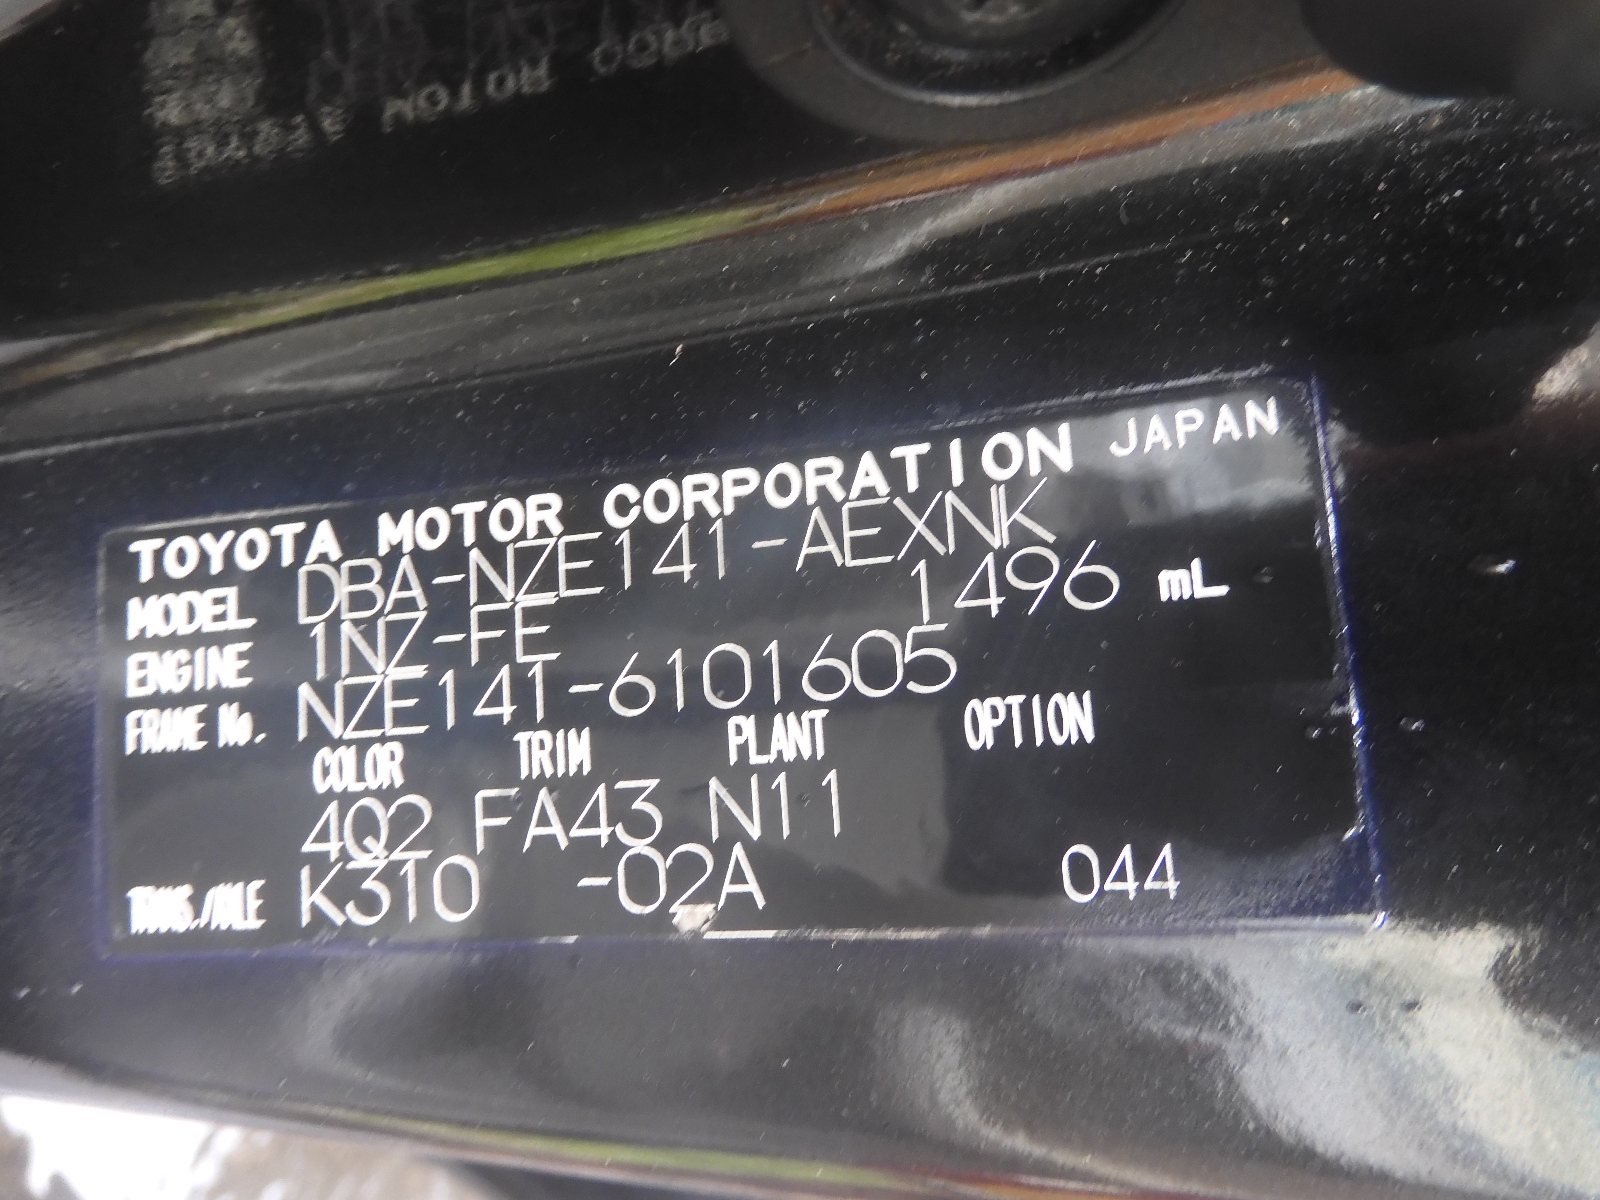 TOYOTA MOTOR CORPORATION JAPAN
MODEL DBA-NZE141-AEXNK
ENGINE 1NZ-FE 1496 mL
FRAME No. NZE141-6101605
COLOR TRIM PLANT OPTION
4Q2 FA43 N11
TRANS./AXLE K310 -02A 044